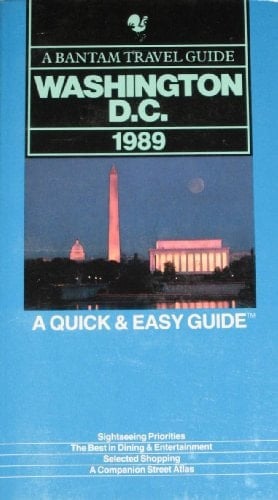 A BANTAM TRAVEL GUIDE
WASHINGTON
D.C.
1989
A QUICK & EASY GUIDE™
Sightseeing Priorities
The Best in Dining & Entertainment
Selected Shopping
A Companion Street Atlas